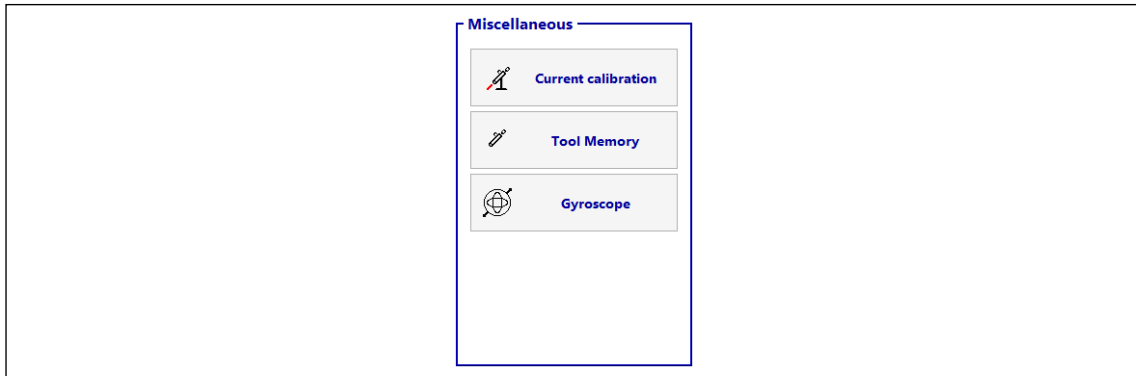 Miscellaneous
Current calibration
Tool Memory
Gyroscope